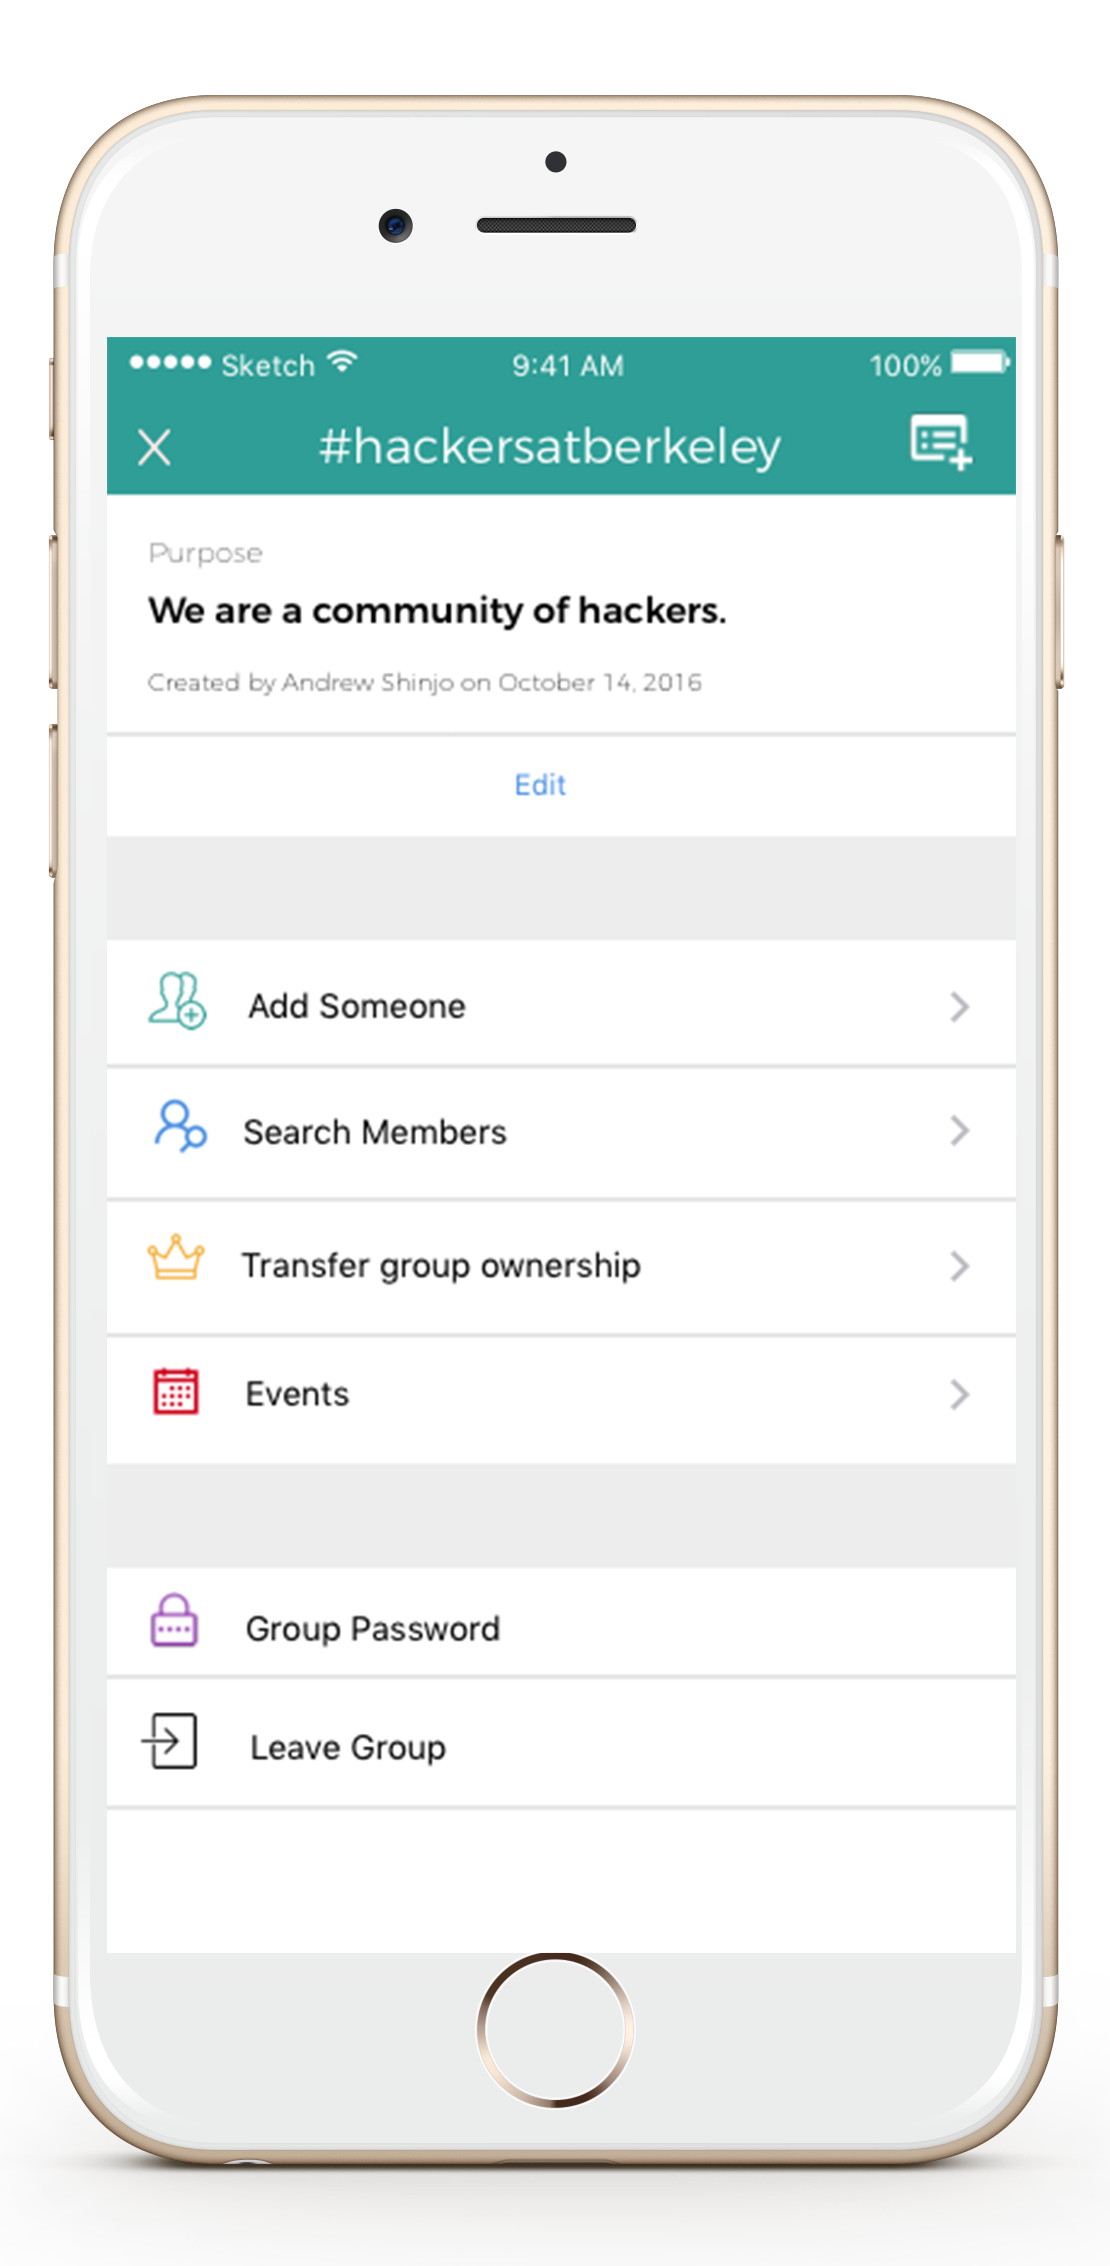 Sketch 9:41 AM 100%
#hackersatberkeley
Purpose
We are a community of hackers.
Created by Andrew Shinjo on October 14, 2016
Edit
Add Someone
Search Members
Transfer group ownership
Events
Group Password
Leave Group